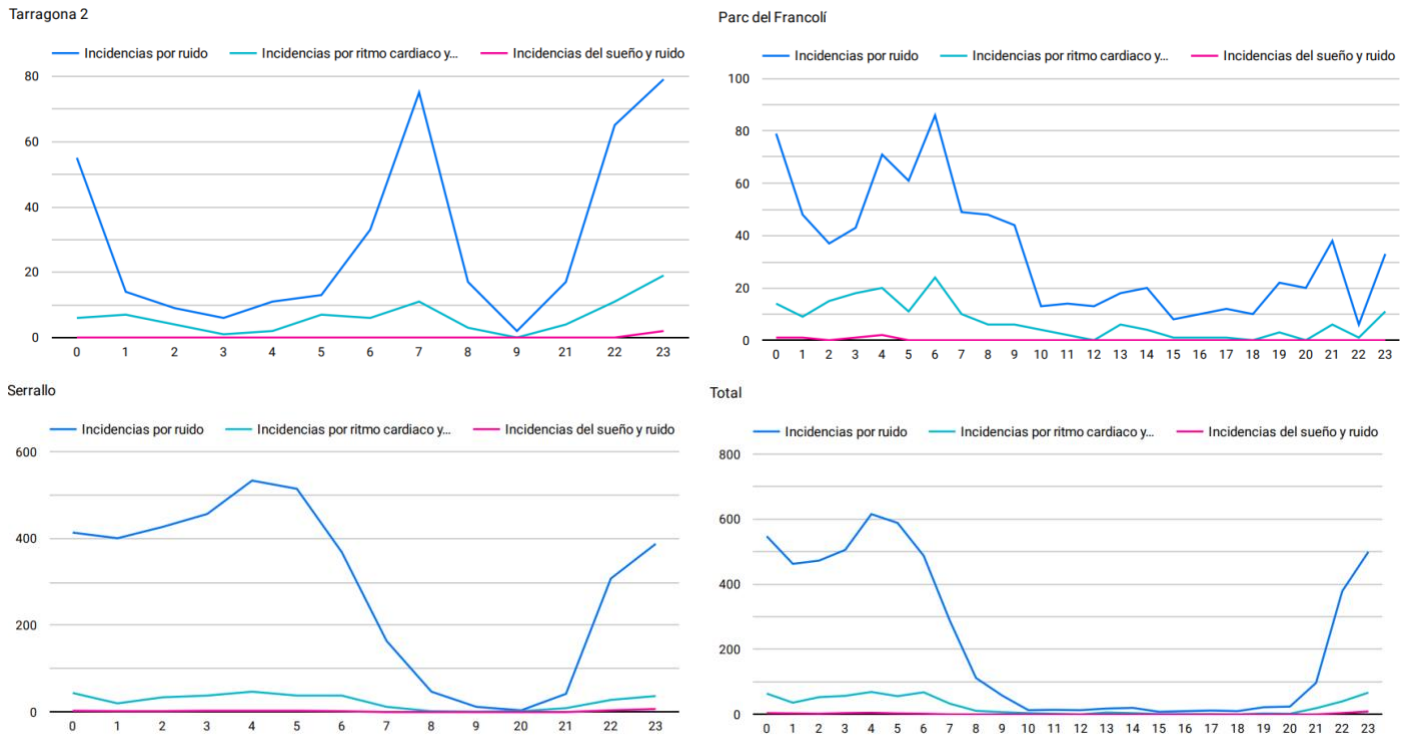 Tarragona 2
Incidencias por ruido Incidencias por ritmo cardiaco y... Incidencias del sueño y ruido
80
60
40
20
0
0 1 2 3 4 5 6 7 8 9 21 22 23
Parc del Francolí
Incidencias por ruido Incidencias por ritmo cardiaco y... Incidencias del sueño y ruido
100
80
60
40
20
0
0 1 2 3 4 5 6 7 8 9 10 11 12 13 14 15 16 17 18 19 20 21 22 23
Serrallo
Incidencias por ruido Incidencias por ritmo cardiaco y... Incidencias del sueño y ruido
600
400
200
0
0 1 2 3 4 5 6 7 8 9 20 21 22 23
Total
Incidencias por ruido Incidencias por ritmo cardiaco y... Incidencias del sueño y ruido
800
600
400
200
0
0 1 2 3 4 5 6 7 8 9 10 11 12 13 14 15 16 17 18 19 20 21 22 23